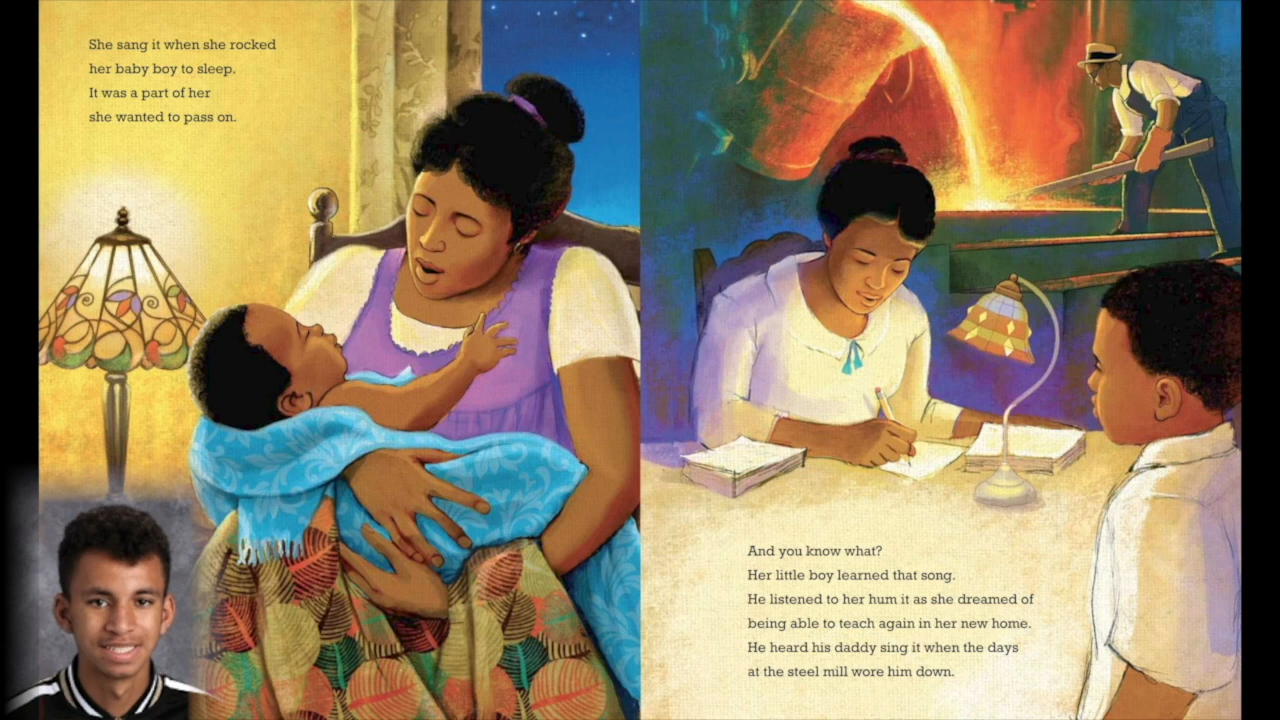 She sang it when she rocked
her baby boy to sleep.
It was a part of her
she wanted to pass on.
And you know what?
Her little boy learned that song.
He listened to her hum it as she dreamed of
being able to teach again in her new home.
He heard his daddy sing it when the days
at the steel mill wore him down.